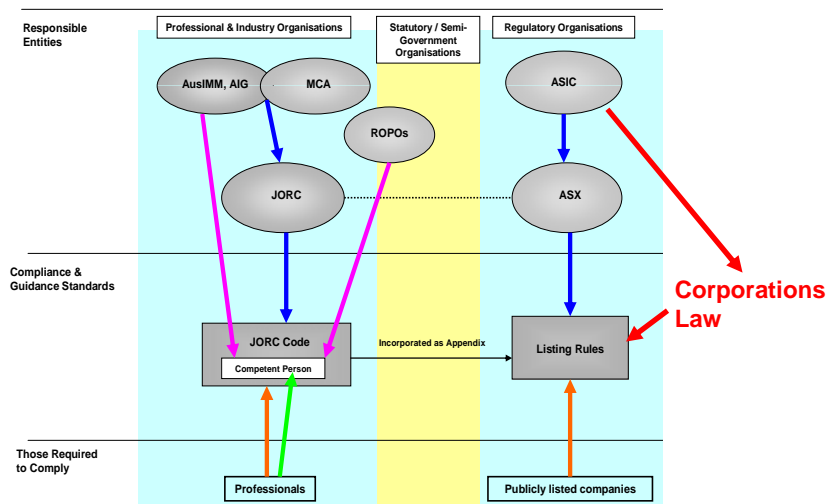 Responsible
Entities
Professional & Industry Organisations
Statutory / Semi-
Government
Organisations
Regulatory Organisations
AusIMM, AIG
MCA
ASIC
ROPOs
JORC
ASX
Compliance &
Guidance Standards
Corporations
Law
JORC Code
Competent Person
Incorporated as Appendix
Listing Rules
Those Required
to Comply
Professionals
Publicly listed companies